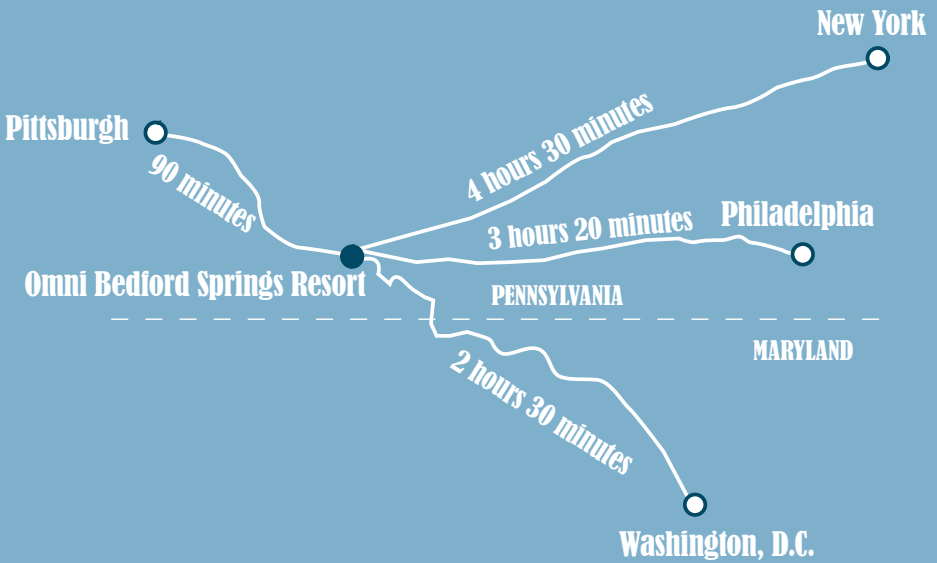 New York
Pittsburgh
4 hours 30 minutes
90 minutes
Philadelphia
3 hours 20 minutes
Omni Bedford Springs Resort
PENNSYLVANIA
MARYLAND
2 hours 30 minutes
Washington, D.C.